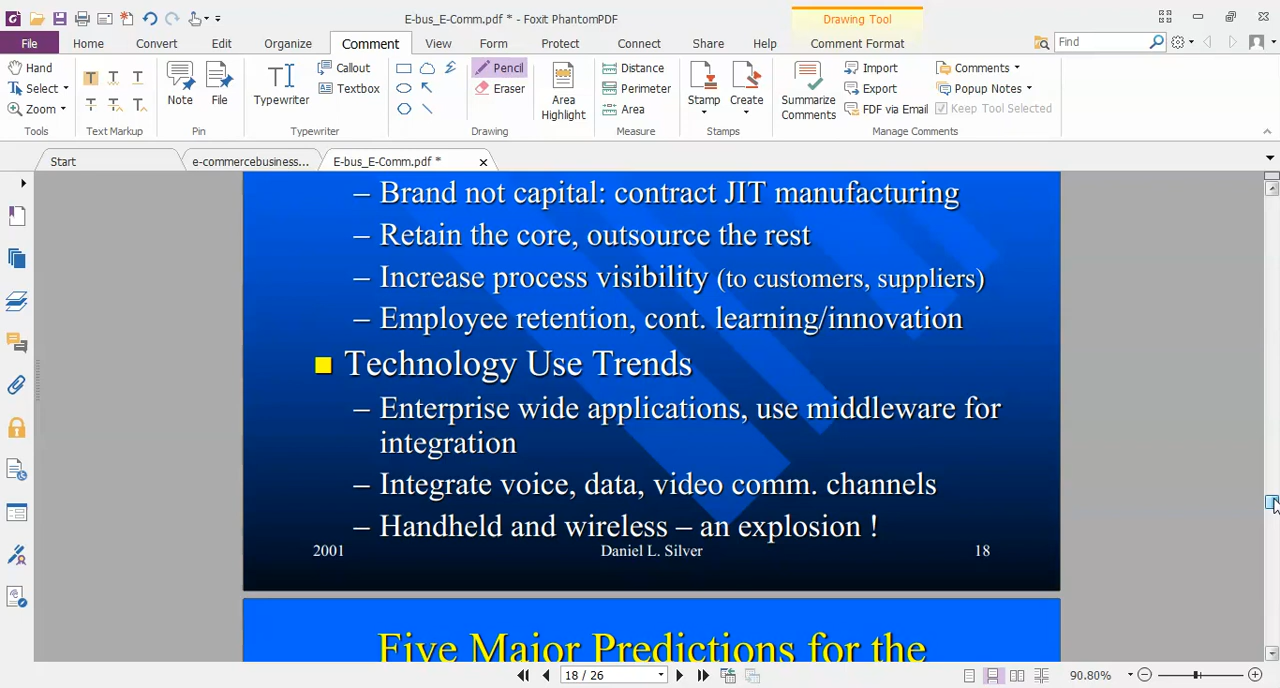 E-bus_E-Comm.pdf * - Foxit PhantomPDF
Drawing Tool
File Home Convert Edit Organize Comment View Form Protect Connect Share Help Comment Format Find
Hand
Select
Zoom
Tools
T T T
T T T
Text Markup
Note File
Pin
Typewriter
Callout
Textbox
Typewriter
Pencil
Eraser
Drawing
Area Highlight
Distance
Perimeter
Area
Measure
Stamp Create
Stamps
Summarize Comments
Import
Export
FDF via Email
Comments
Popup Notes
Keep Tool Selected
Manage Comments
Start e-commercebusiness... E-bus_E-Comm.pdf *
– Brand not capital: contract JIT manufacturing
– Retain the core, outsource the rest
– Increase process visibility (to customers, suppliers)
– Employee retention, cont. learning/innovation
Technology Use Trends
– Enterprise wide applications, use middleware for
integration
– Integrate voice, data, video comm. channels
– Handheld and wireless – an explosion !
2001 Daniel L. Silver 18
Five Major Predictions for the
18 / 26 90.80%